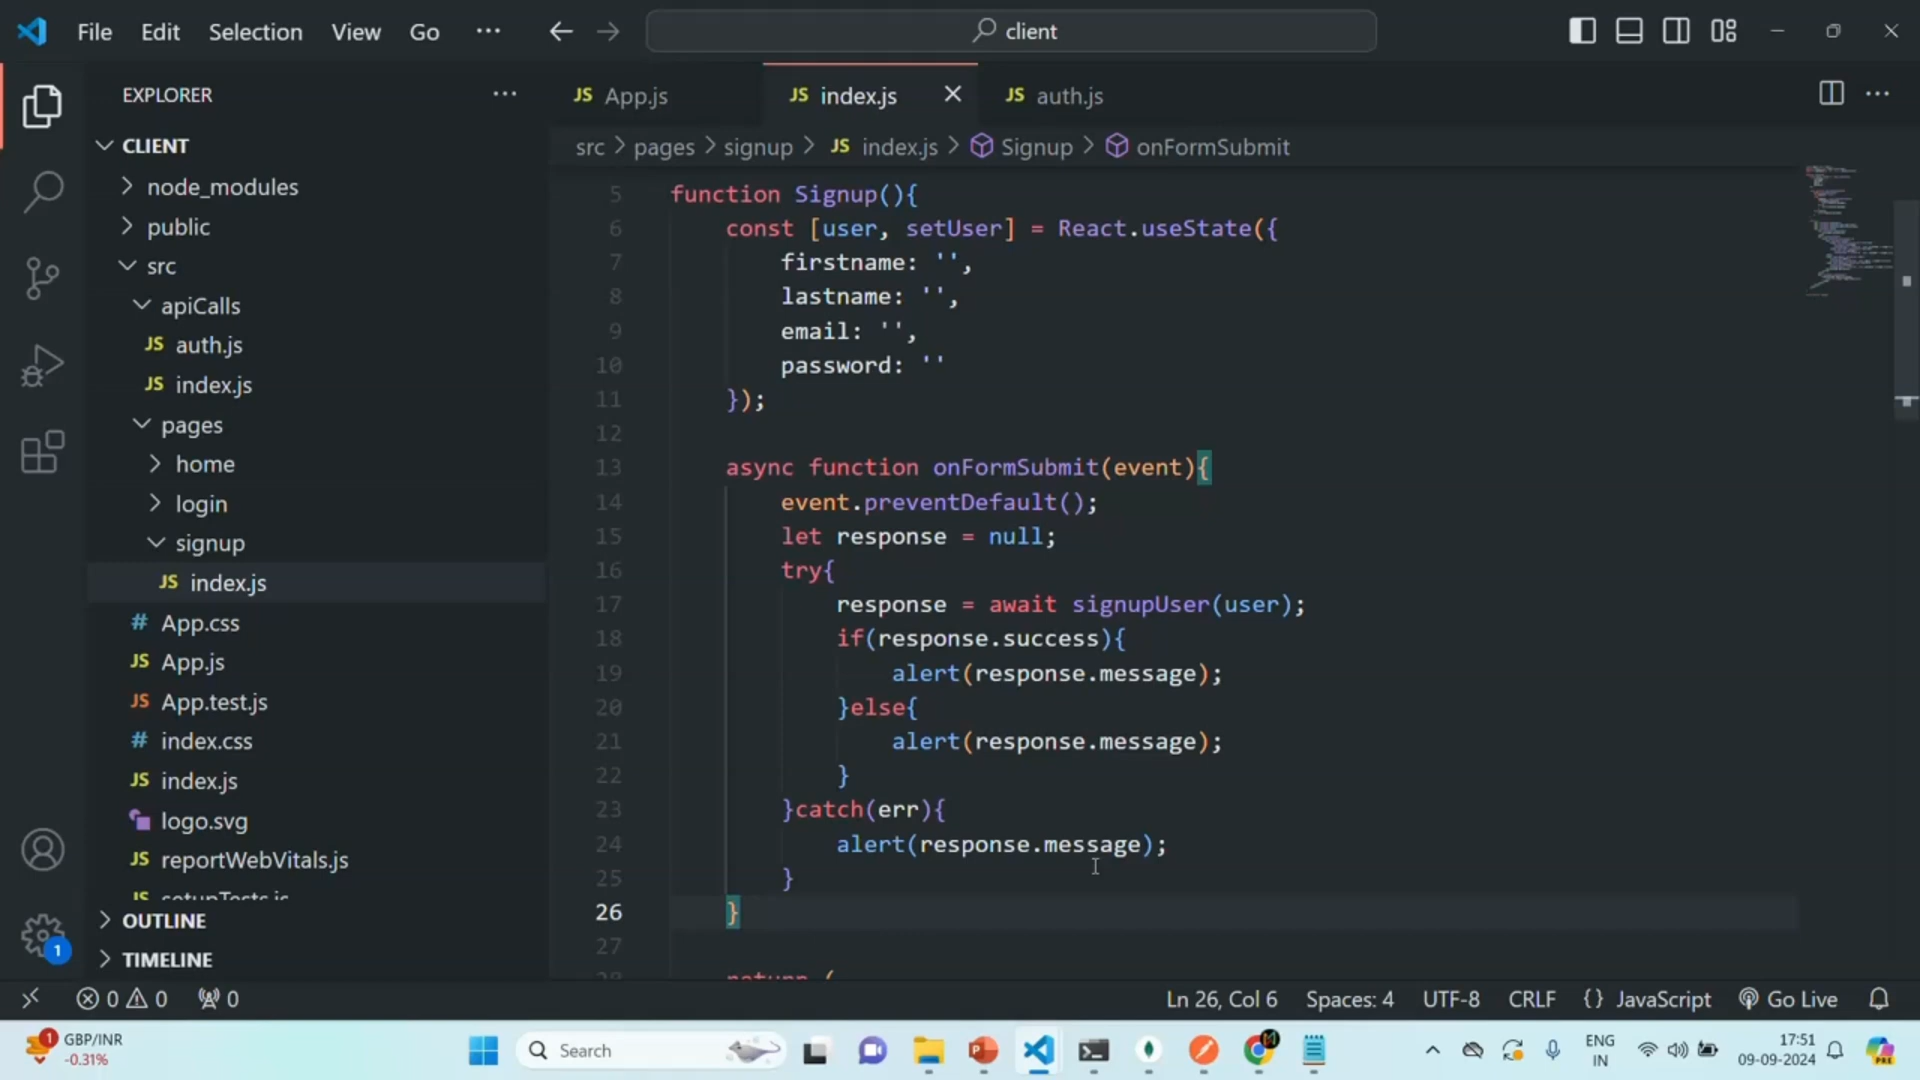 File Edit Selection View Go ··· client
EXPLORER ···
CLIENT
node_modules
public
src
apiCalls
JS auth.js
JS index.js
pages
home
login
signup
JS index.js
# App.css
JS App.js
JS App.test.js
# index.css
JS index.js
logo.svg
JS reportWebVitals.js
JS setupTests.js
OUTLINE
TIMELINE
JS App.js JS index.js JS auth.js
src > pages > signup > JS index.js > Signup > onFormSubmit
5 function Signup(){
6 const [user, setUser] = React.useState({
7 firstname: '',
8 lastname: '',
9 email: '',
10 password: ''
11 });
12
13 async function onFormSubmit(event){
14 event.preventDefault();
15 let response = null;
16 try{
17 response = await signupUser(user);
18 if(response.success){
19 alert(response.message);
20 }else{
21 alert(response.message);
22 }
23 }catch(err){
24 alert(response.message);
25 }
26 }
27
28 return (
0 0 0 Ln 26, Col 6 Spaces: 4 UTF-8 CRLF {} JavaScript Go Live
1
1 GBP/INR
-0.31%
Search
ENG
IN
17:51
09-09-2024
PRE